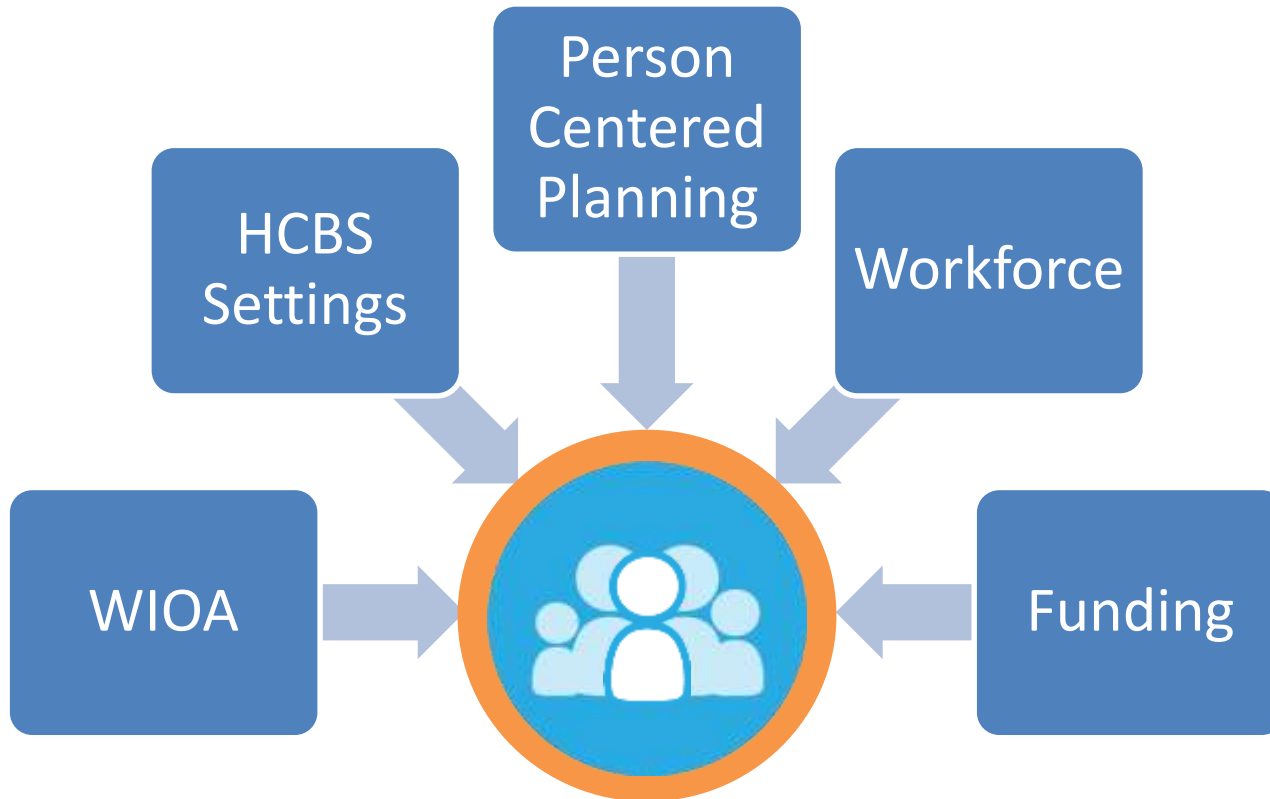 Person
Centered
Planning
HCBS
Settings
Workforce
WIOA
Funding